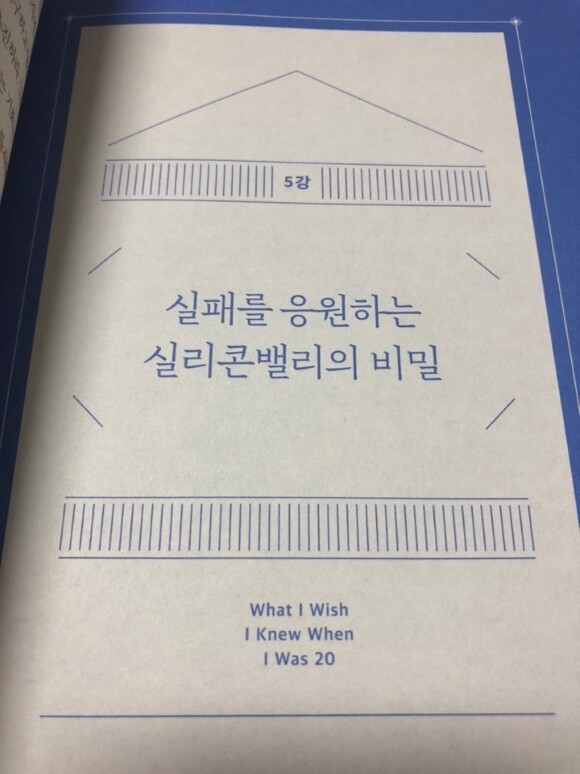 5강
실패를 응원하는
실리콘밸리의 비밀
What I Wish
I Knew When
I Was 20